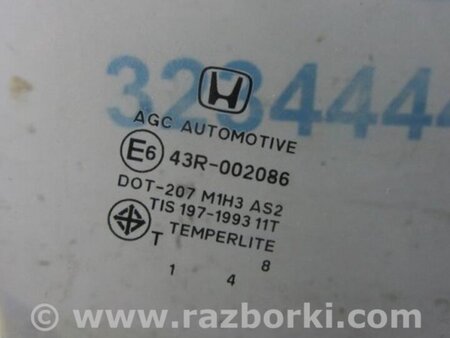 3234444
AGC AUTOMOTIVE
E6 43R-002086
DOT-207 M1H3 AS2
TIS 197-1993 11T
TEMPERLITE
T
8
1 4
www.razborki.com